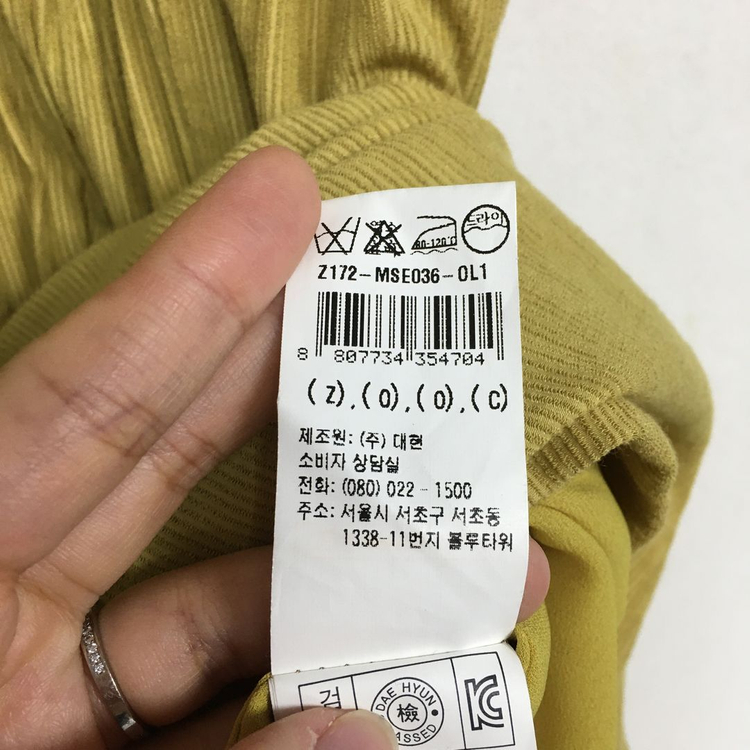 80-120°C
드라이
Z172-MSE036-OL1
8 807734 354704
(Z),(O),(O),(C)
제조원: (주) 대현
소비자 상담실
전화: (080) 022-1500
주소: 서울시 서초구 서초동
1338-11번지 블루타워
DAE HYUN
檢